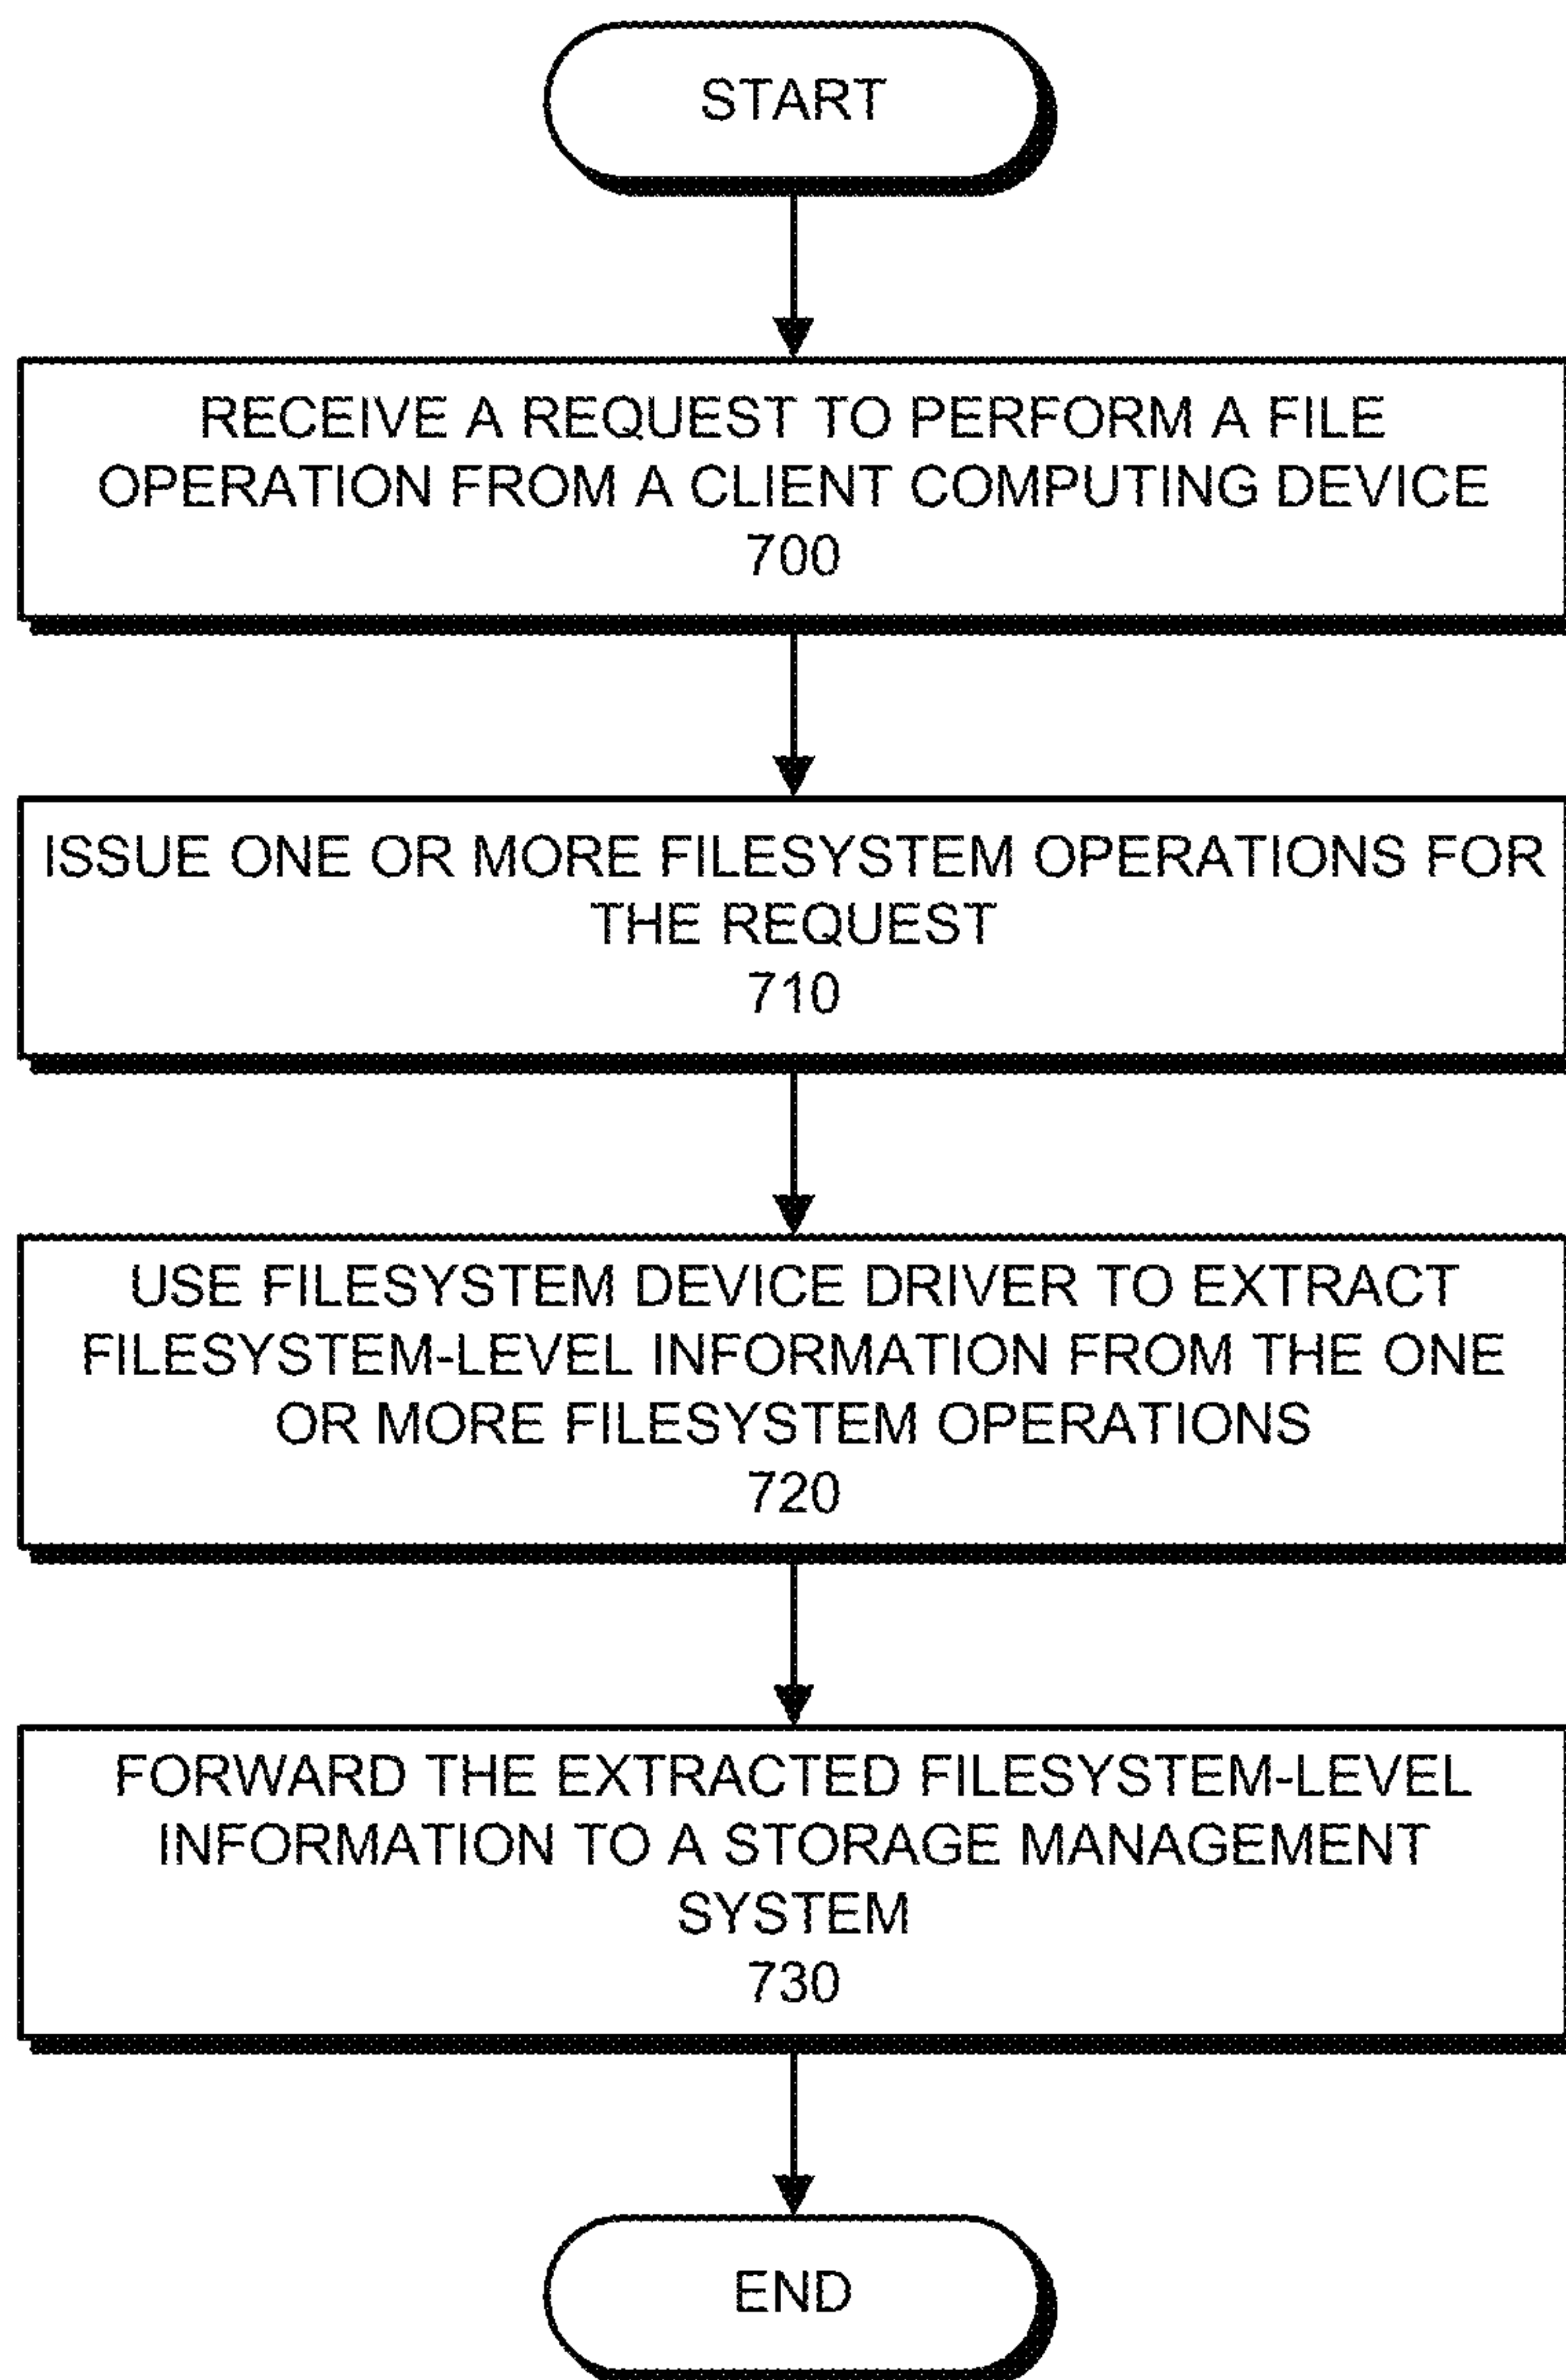 START
RECEIVE A REQUEST TO PERFORM A FILE
OPERATION FROM A CLIENT COMPUTING DEVICE
700
ISSUE ONE OR MORE FILESYSTEM OPERATIONS FOR
THE REQUEST
710
USE FILESYSTEM DEVICE DRIVER TO EXTRACT
FILESYSTEM-LEVEL INFORMATION FROM THE ONE
OR MORE FILESYSTEM OPERATIONS
720
FORWARD THE EXTRACTED FILESYSTEM-LEVEL
INFORMATION TO A STORAGE MANAGEMENT
SYSTEM
730
END